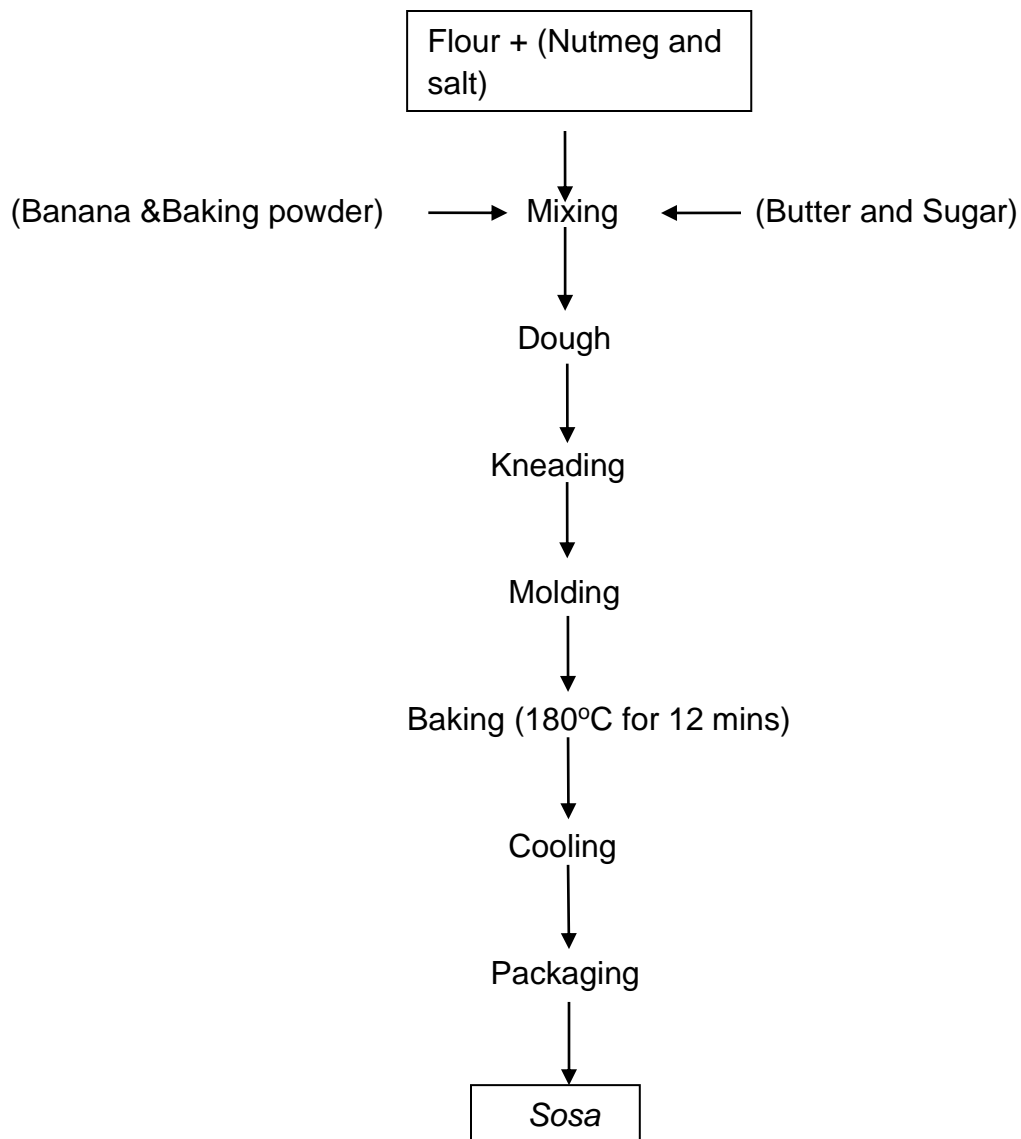 Flour + (Nutmeg and
salt)
(Banana &Baking powder)
Mixing
(Butter and Sugar)
Dough
Kneading
Molding
Baking (180ºC for 12 mins)
Cooling
Packaging
Sosa